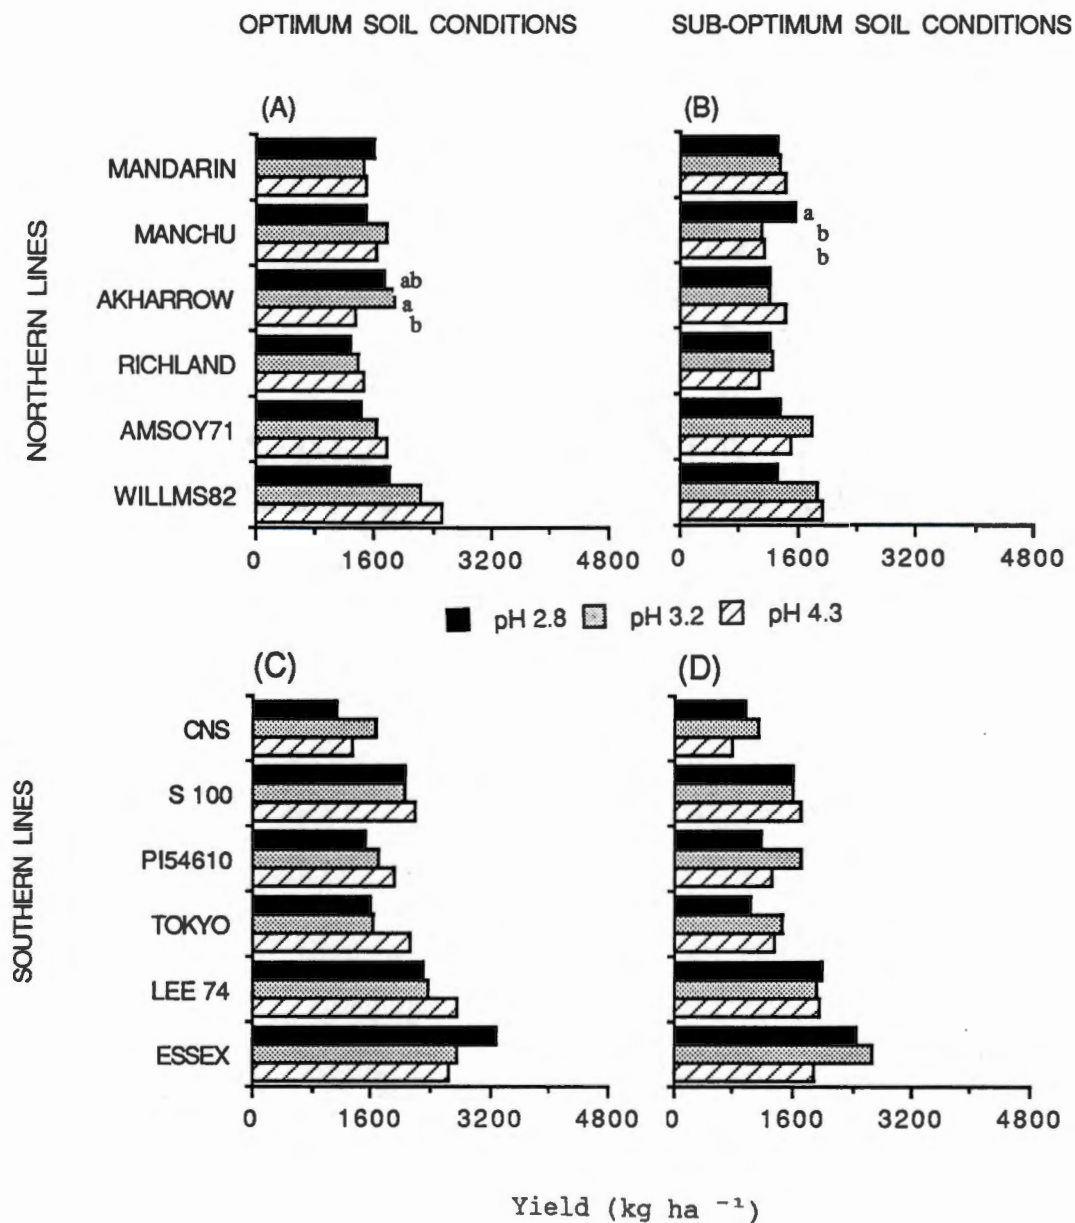 OPTIMUM SOIL CONDITIONS SUB-OPTIMUM SOIL CONDITIONS
(A) (B)
NORTHERN LINES
MANDARIN
MANCHU
a
b
b
AKHARROW
ab
a
b
RICHLAND
AMSOY71
WILLMS82
0 1600 3200 4800 0 1600 3200 4800
pH 2.8 pH 3.2 pH 4.3
(C) (D)
SOUTHERN LINES
CNS
S 100
PI54610
TOKYO
LEE 74
ESSEX
0 1600 3200 4800 0 1600 3200 4800
Yield (kg ha ⁻¹)